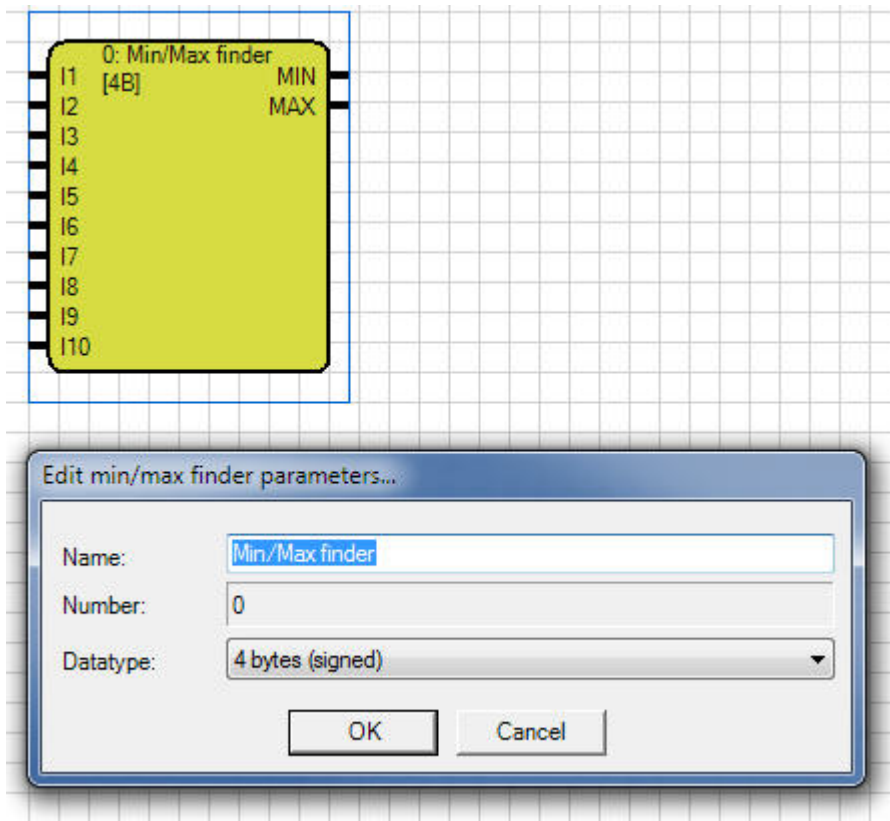 0: Min/Max finder
I1 [4B] MIN
I2 MAX
I3
I4
I5
I6
I7
I8
I9
I10
Edit min/max finder parameters...
Name: Min/Max finder
Number: 0
Datatype: 4 bytes (signed)
OK Cancel